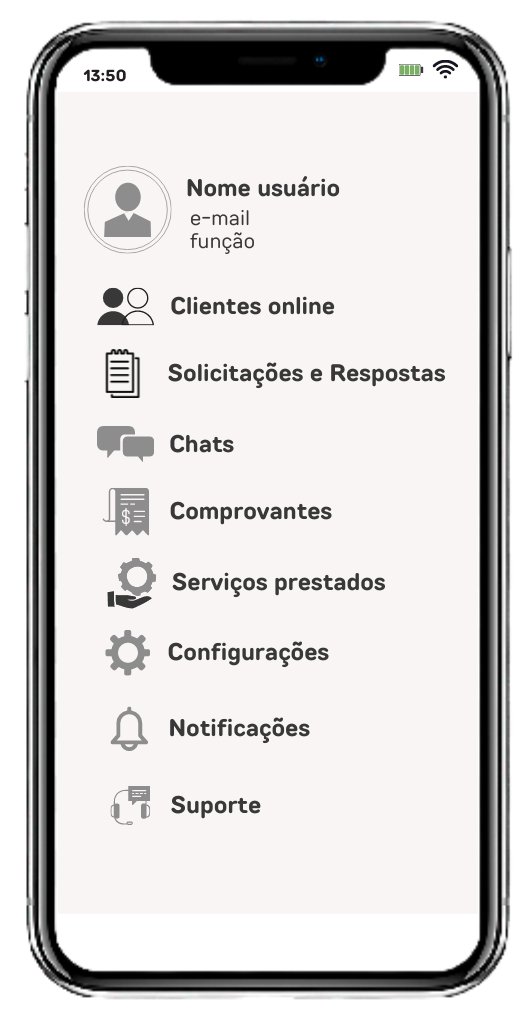 13:50
Nome usuário
e-mail
função
Clientes online
Solicitações e Respostas
Chats
$
Comprovantes
Serviços prestados
Configurações
Notificações
Suporte